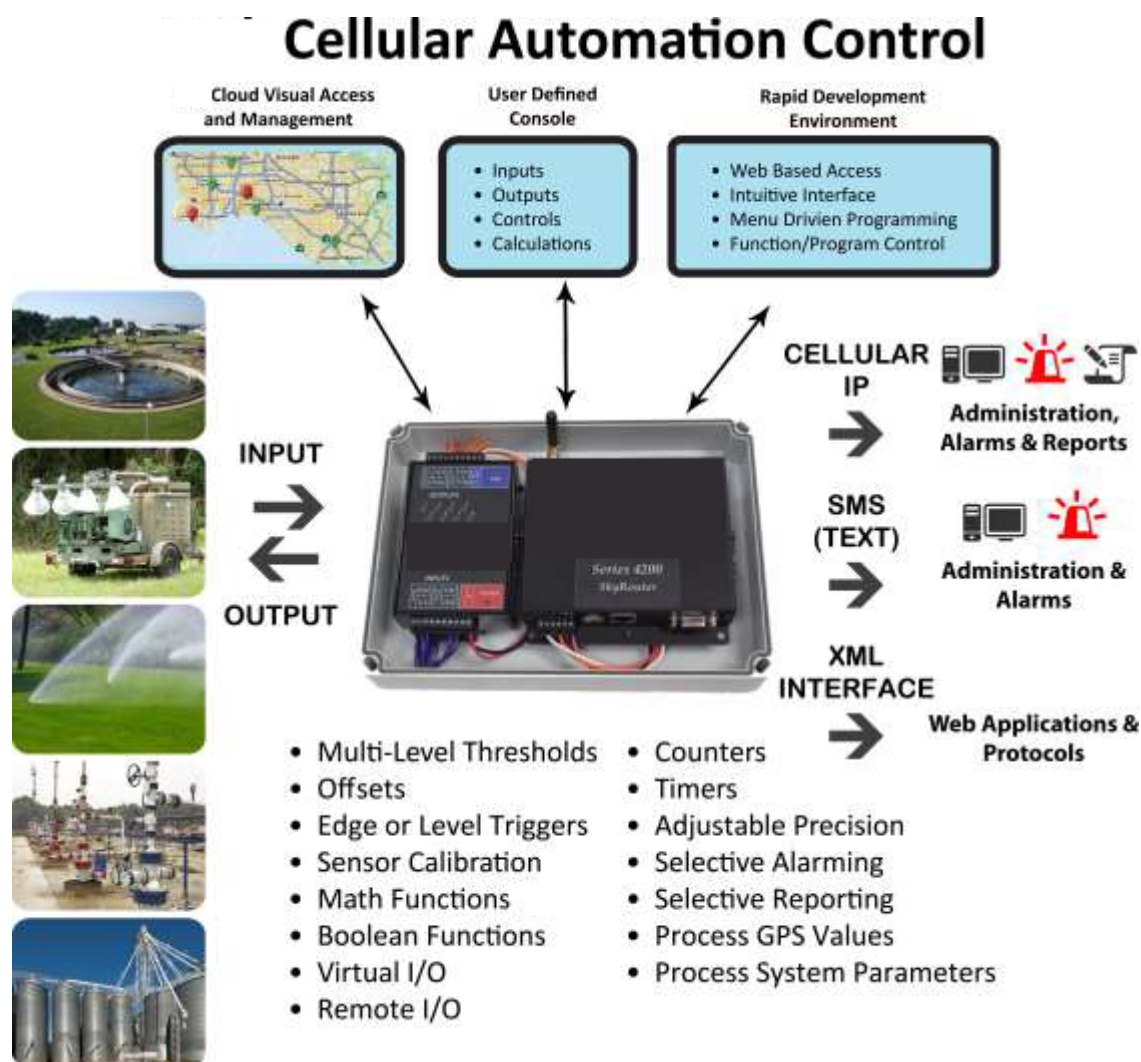 Cellular Automation Control
Cloud Visual Access
and Management
User Defined
Console
Rapid Development
Environment
• Inputs
• Outputs
• Controls
• Calculations
• Web Based Access
• Intuitive Interface
• Menu Drivien Programming
• Function/Program Control
INPUT
OUTPUT
OUTPUTS
INPUTS
Series 4200
SkyRouter
CELLULAR
IP
Administration,
Alarms & Reports
SMS
(TEXT)
Administration &
Alarms
XML
INTERFACE
Web Applications &
Protocols
• Multi-Level Thresholds
• Offsets
• Edge or Level Triggers
• Sensor Calibration
• Math Functions
• Boolean Functions
• Virtual I/O
• Remote I/O
• Counters
• Timers
• Adjustable Precision
• Selective Alarming
• Selective Reporting
• Process GPS Values
• Process System Parameters